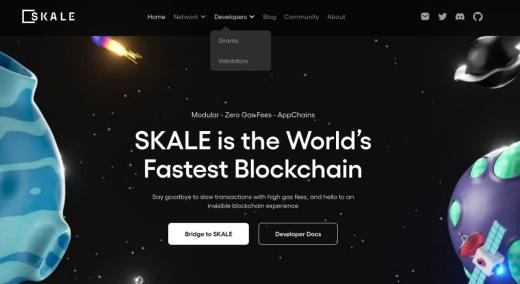 SKALE
Home Network Developers Blog Community About
Grants
Validators
Modular - Zero Gas Fees - AppChains
SKALE is the World's
Fastest Blockchain
Say goodbye to slow transactions with high gas fees, and hello to an
invisible blockchain experience
Bridge to SKALE Developer Docs